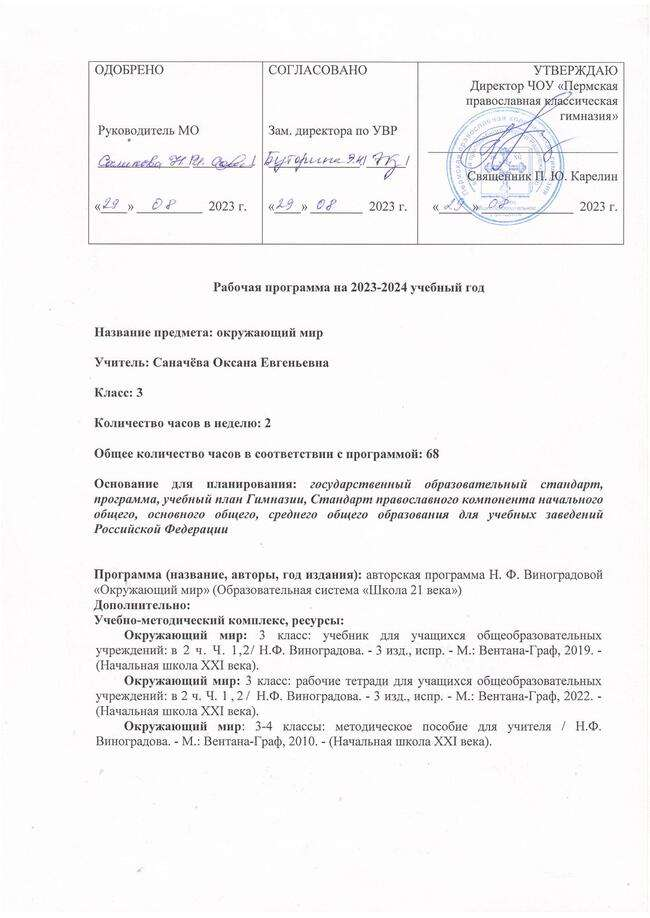 ОДОБРЕНО
Руководитель МО
«29» 08 2023 г.
СОГЛАСОВАНО
Зам. директора по УВР
Буторина
«29» 08 2023 г.
УТВЕРЖДАЮ
Директор ЧОУ «Пермская
православная классическая
гимназия»
Священник П. Ю. Карелин
«29» 08 2023 г.
Рабочая программа на 2023-2024 учебный год
Название предмета: окружающий мир
Учитель: Саначёва Оксана Евгеньевна
Класс: 3
Количество часов в неделю: 2
Общее количество часов в соответствии с программой: 68
Основание для планирования: государственный образовательный стандарт,
программа, учебный план Гимназии, Стандарт православного компонента начального
общего, основного общего, среднего общего образования для учебных заведений
Российской Федерации
Программа (название, авторы, год издания): авторская программа Н. Ф. Виноградовой
«Окружающий мир» (Образовательная система «Школа 21 века»)
Дополнительно:
Учебно-методический комплекс, ресурсы:
Окружающий мир: 3 класс: учебник для учащихся общеобразовательных
учреждений: в 2 ч. Ч. 1,2/ Н.Ф. Виноградова. - 3 изд., испр. - М.: Вентана-Граф, 2019. -
(Начальная школа XXI века).
Окружающий мир: 3 класс: рабочие тетради для учащихся общеобразовательных
учреждений: в 2 ч. Ч. 1 , 2 / Н.Ф. Виноградова. - 3 изд., испр. - М.: Вентана-Граф, 2022. -
(Начальная школа XXI века).
Окружающий мир: 3-4 классы: методическое пособие для учителя / Н.Ф.
Виноградова. - М.: Вентана-Граф, 2010. - (Начальная школа XXI века).